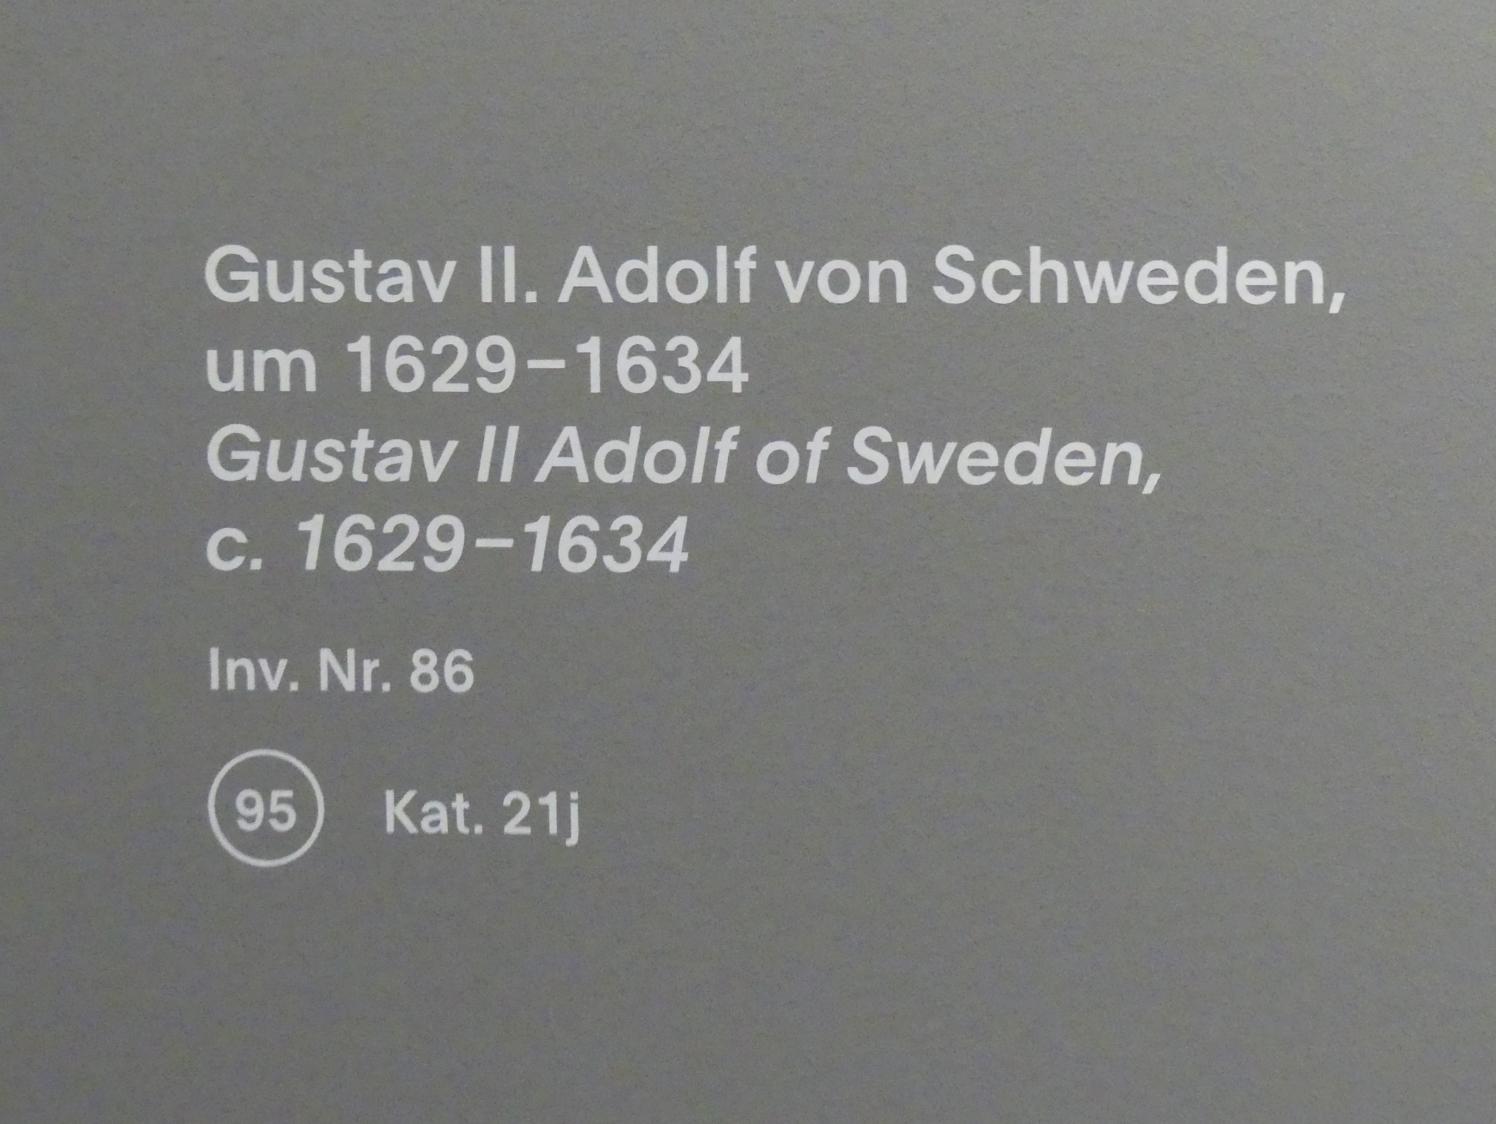 Gustav II. Adolf von Schweden,
um 1629–1634
Gustav II Adolf of Sweden,
c. 1629–1634
Inv. Nr. 86
95 Kat. 21j